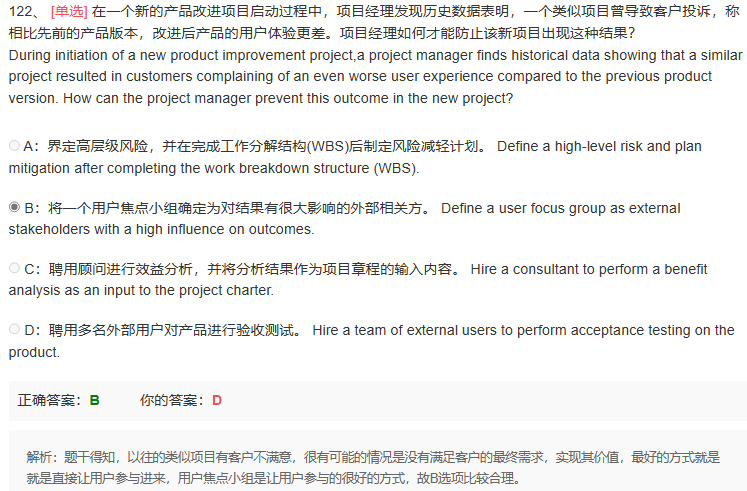 122、 [单选] 在一个新的产品改进项目启动过程中，项目经理发现历史数据表明，一个类似项目曾导致客户投诉，称
相比先前的产品版本，改进后产品的用户体验更差。项目经理如何才能防止该新项目出现这种结果？
During initiation of a new product improvement project,a project manager finds historical data showing that a similar
project resulted in customers complaining of an even worse user experience compared to the previous product
version. How can the project manager prevent this outcome in the new project?
A：界定高层级风险，并在完成工作分解结构(WBS)后制定风险减轻计划。 Define a high-level risk and plan
mitigation after completing the work breakdown structure (WBS).
B：将一个用户焦点小组确定为对结果有很大影响的外部相关方。 Define a user focus group as external
stakeholders with a high influence on outcomes.
C：聘用顾问进行效益分析，并将分析结果作为项目章程的输入内容。 Hire a consultant to perform a benefit
analysis as an input to the project charter.
D：聘用多名外部用户对产品进行验收测试。 Hire a team of external users to perform acceptance testing on the
product.
正确答案：B 你的答案：D
解析：题干得知，以往的类似项目有客户不满意，很有可能的情况是没有满足客户的最终需求，实现其价值，最好的方式就是
就是直接让用户参与进来，用户焦点小组是让用户参与的很好的方式，故B选项比较合理。